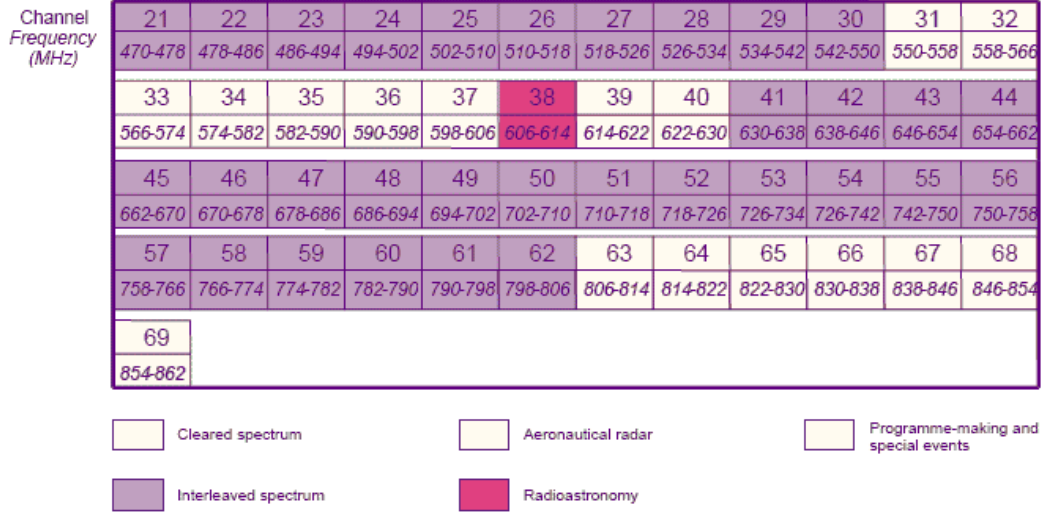 Channel 21 22 23 24 25 26 27 28 29 30 31 32
Frequency (MHz) 470-478 478-486 486-494 494-502 502-510 510-518 518-526 526-534 534-542 542-550 550-558 558-566
33 34 35 36 37 38 39 40 41 42 43 44
566-574 574-582 582-590 590-598 598-606 606-614 614-622 622-630 630-638 638-646 646-654 654-662
45 46 47 48 49 50 51 52 53 54 55 56
662-670 670-678 678-686 686-694 694-702 702-710 710-718 718-726 726-734 726-742 742-750 750-758
57 58 59 60 61 62 63 64 65 66 67 68
758-766 766-774 774-782 782-790 790-798 798-806 806-814 814-822 822-830 830-838 838-846 846-854
69
854-862
Cleared spectrum Aeronautical radar Programme-making and
special events
Interleaved spectrum Radioastronomy